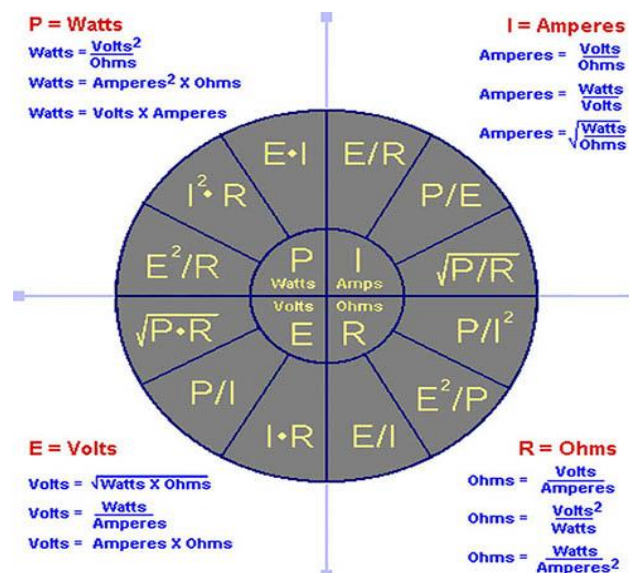 P = Watts
Watts = Volts²/Ohms
Watts = Amperes² X Ohms
Watts = Volts X Amperes
I = Amperes
Amperes = Volts/Ohms
Amperes = Watts/Volts
Amperes = √(Watts/Ohms)
E•I
E/R
I²•R
P/E
E²/R
√P/R
P
Watts
I
Amps
Volts
E
Ohms
R
√P•R
P/I²
P/I
E²/P
I•R
E/I
E = Volts
Volts = √Watts X Ohms
Volts = Watts/Amperes
Volts = Amperes X Ohms
R = Ohms
Ohms = Volts/Amperes
Ohms = Volts²/Watts
Ohms = Watts/Amperes²